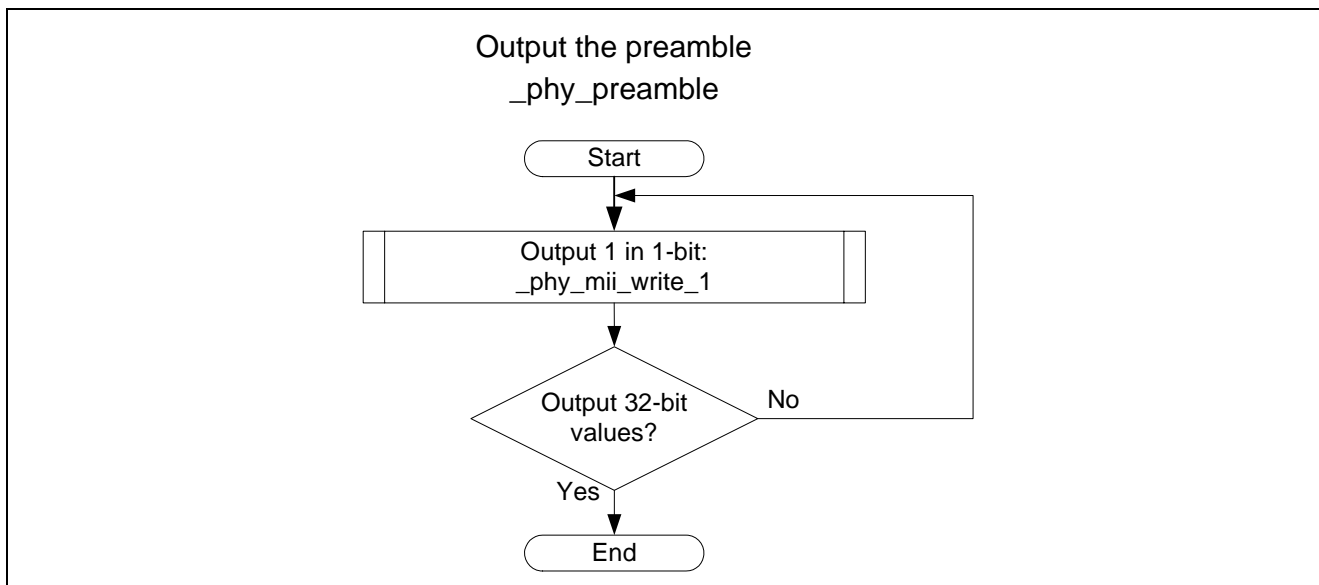 Output the preamble
_phy_preamble
Start
Output 1 in 1-bit:
_phy_mii_write_1
Output 32-bit
values?
No
Yes
End